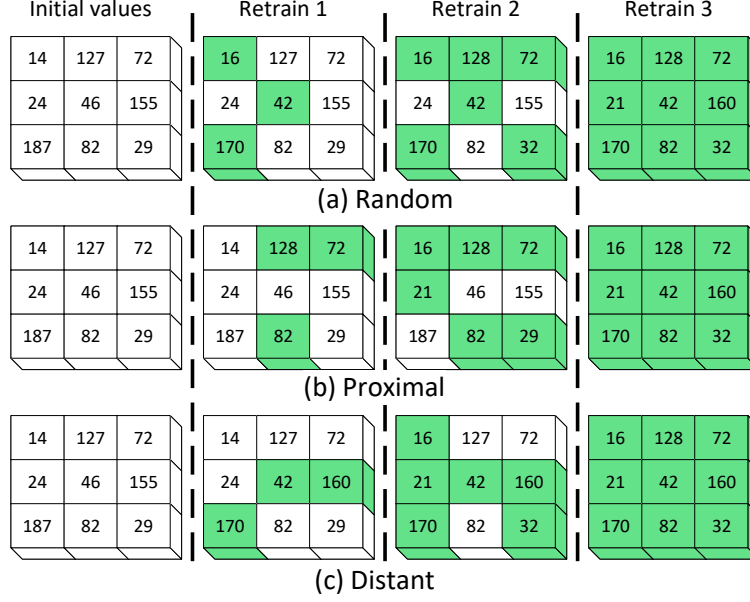 Initial values Retrain 1 Retrain 2 Retrain 3
14 127 72 16 127 72 16 128 72 16 128 72
24 46 155 24 42 155 24 42 155 21 42 160
187 82 29 170 82 29 170 82 32 170 82 32
(a) Random
14 127 72 14 128 72 16 128 72 16 128 72
24 46 155 24 46 155 21 46 155 21 42 160
187 82 29 187 82 29 187 82 29 170 82 32
(b) Proximal
14 127 72 14 127 72 16 127 72 16 128 72
24 46 155 24 42 160 21 42 160 21 42 160
187 82 29 170 82 29 170 82 32 170 82 32
(c) Distant